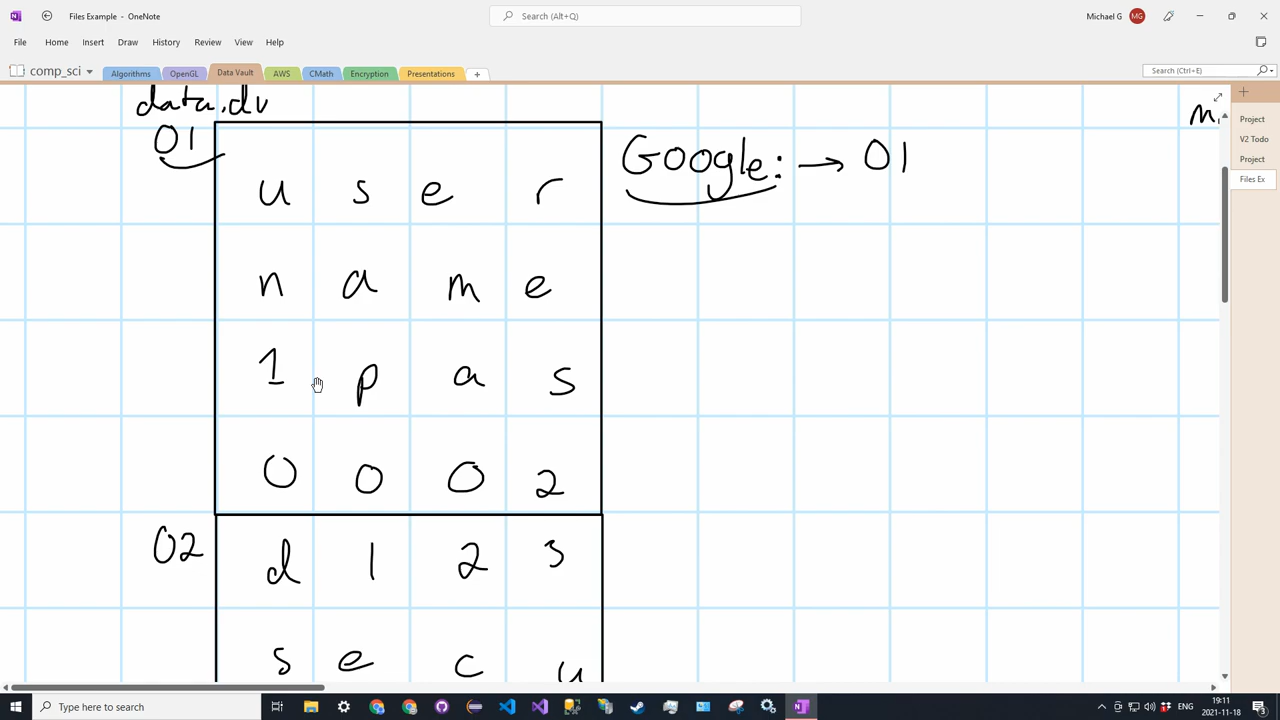 Files Example - OneNote
Search (Alt+Q)
Michael G
MG
File Home Insert Draw History Review View Help
comp_sci
Algorithms OpenGL Data Vault AWS CMath Encryption Presentations +
Search (Ctrl+E)
data.dv
01
Google: → 01
u s e r
n a m e
1 p a s
0 0 0 2
02
d 1 2 3
s e c u
Project
V2 Todo
Project
Files Ex
Type here to search
ENG
19:11
2021-11-18